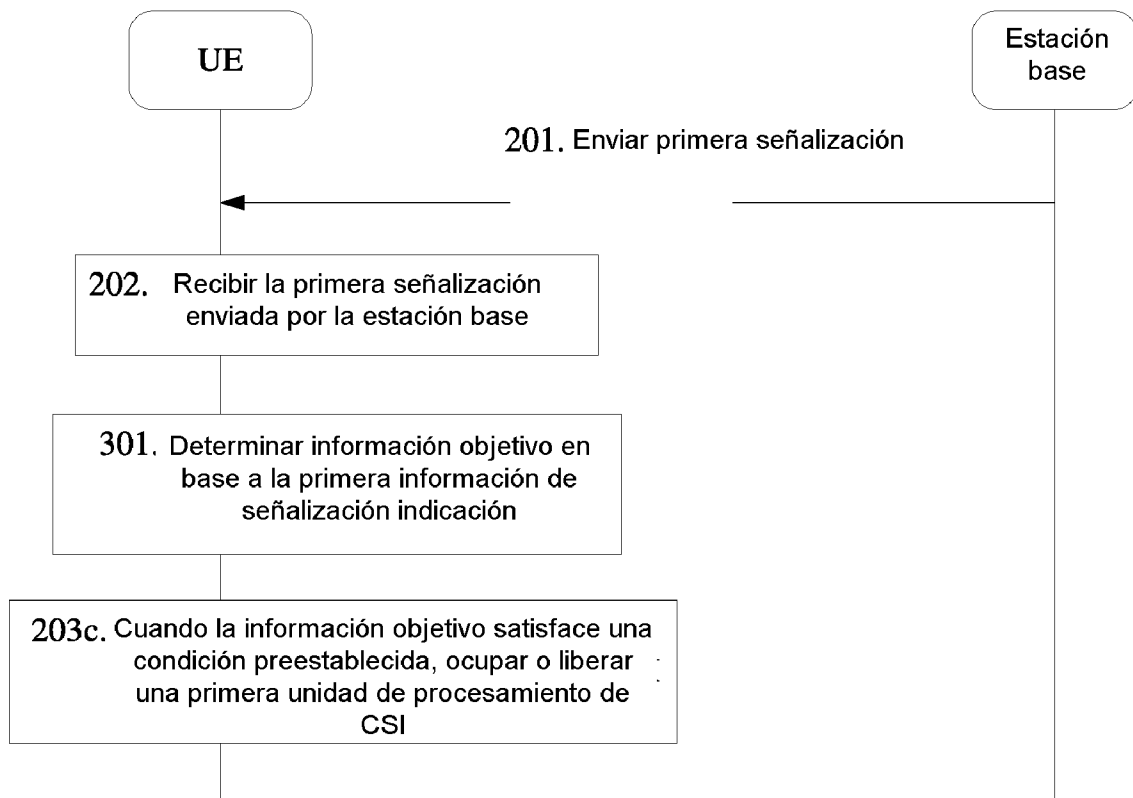 UE
Estación
base
201. Enviar primera señalización
202. Recibir la primera señalización
enviada por la estación base
301. Determinar información objetivo en
base a la primera información de
señalización indicación
203c. Cuando la información objetivo satisface una
condición preestablecida, ocupar o liberar
una primera unidad de procesamiento de
CSI